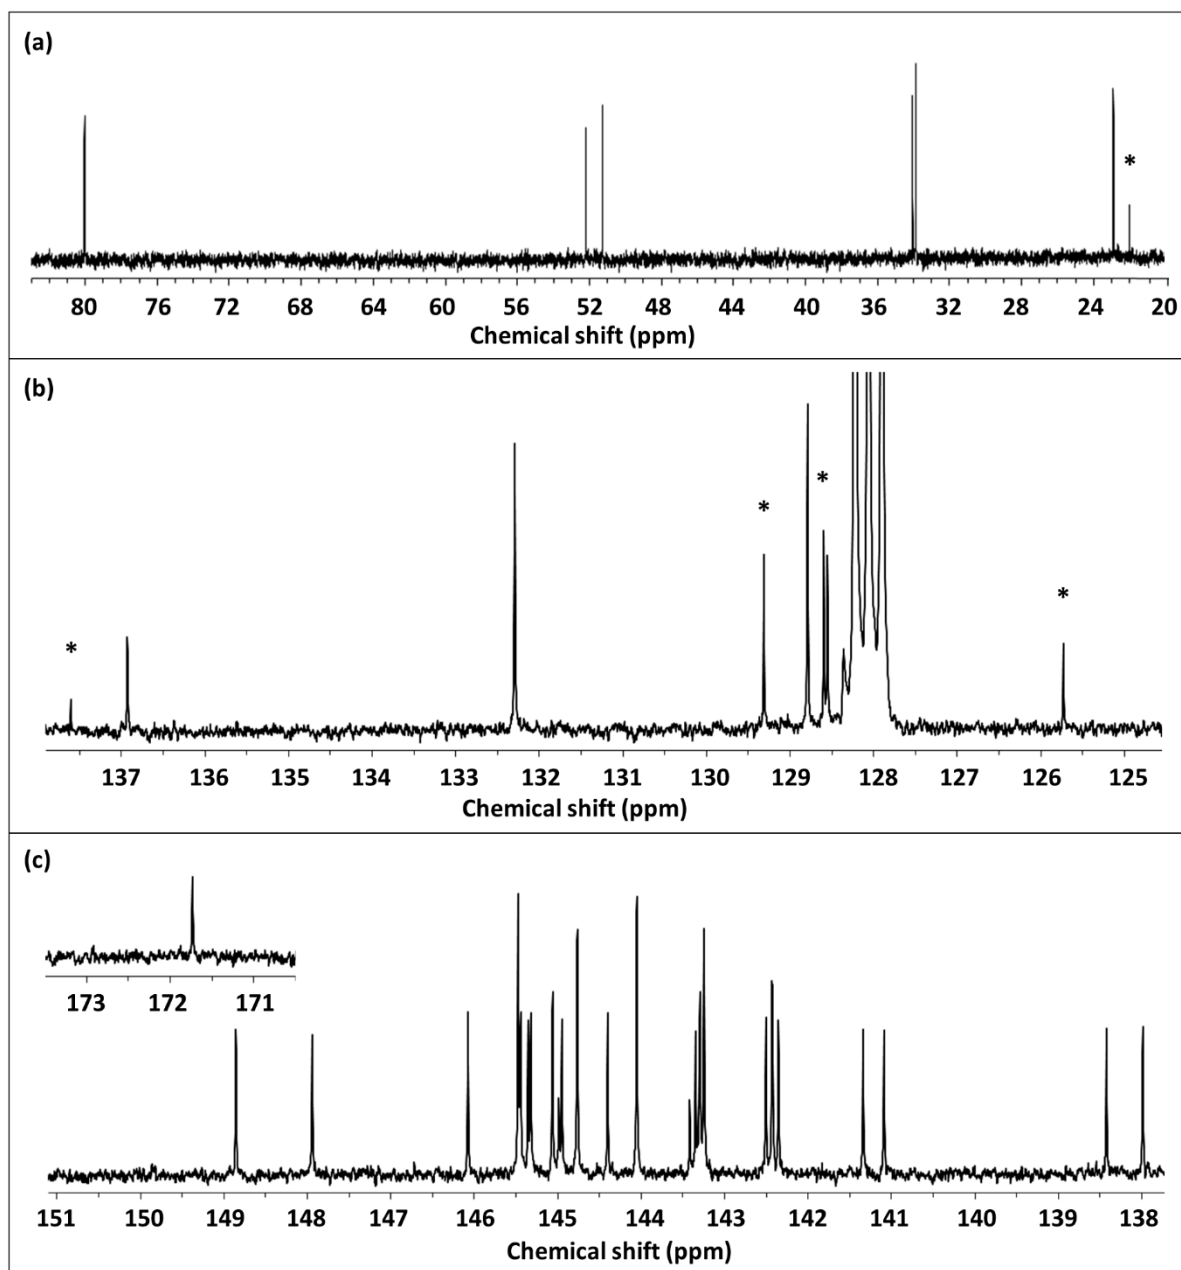 (a)
*
80 76 72 68 64 60 56 52 48 44 40 36 32 28 24 20
Chemical shift (ppm)
(b)
*
*
*
*
137 136 135 134 133 132 131 130 129 128 127 126 125
Chemical shift (ppm)
(c)
173 172 171
151 150 149 148 147 146 145 144 143 142 141 140 139 138
Chemical shift (ppm)